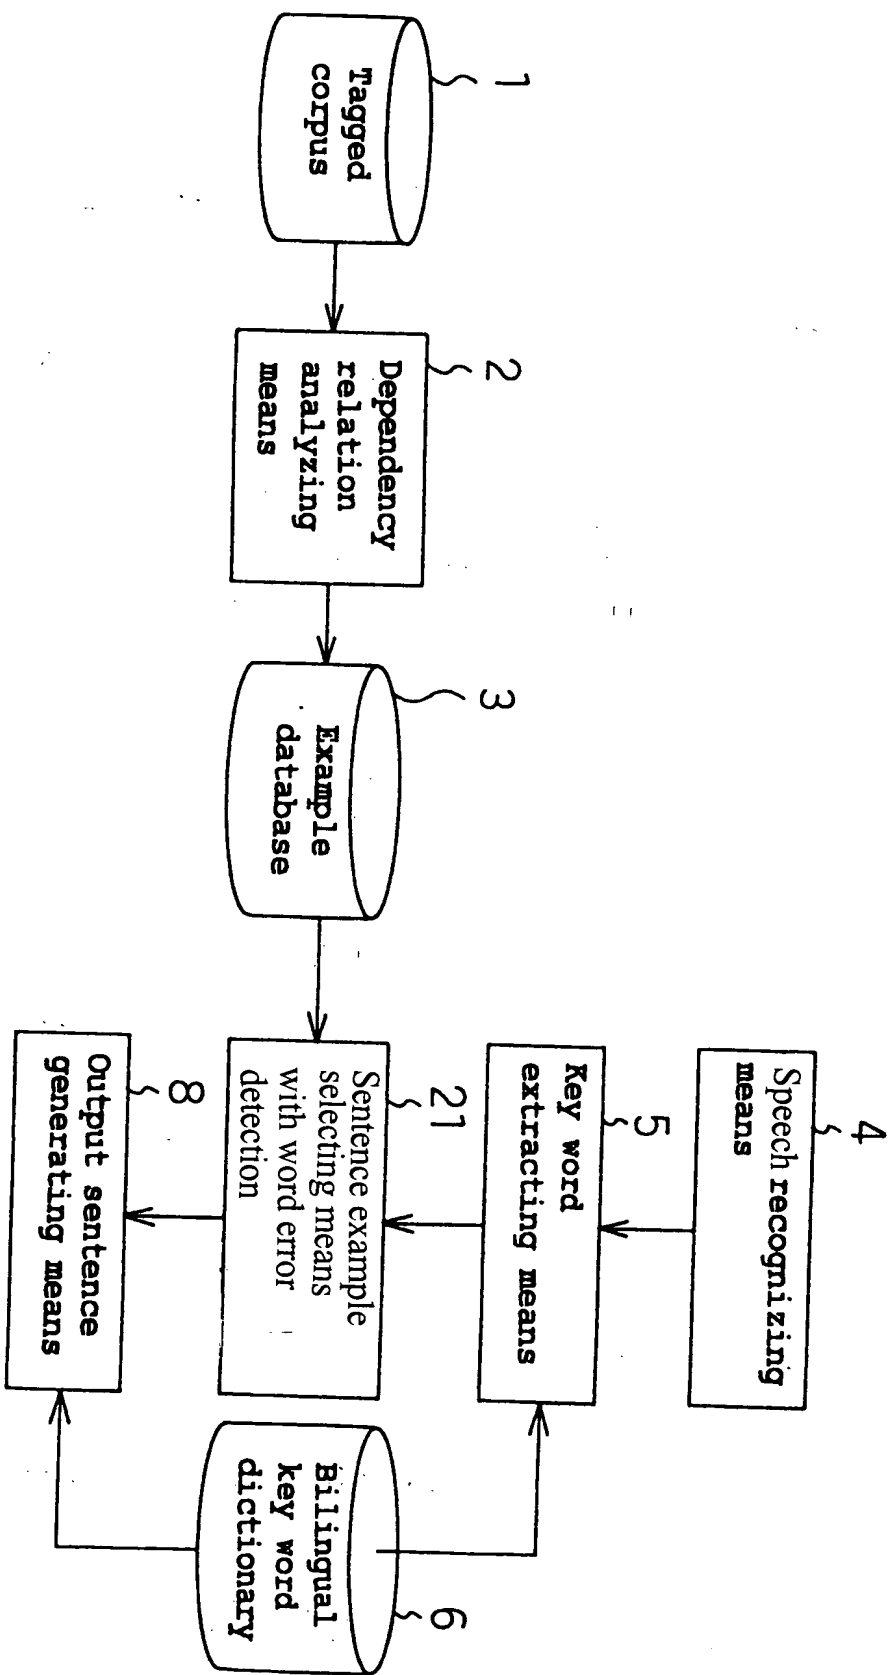 1
Tagged
corpus
2
Dependency
relation
analyzing
means
3
Example
database
4
Speech recognizing
means
5
Key word
extracting means
21
Sentence example
selecting means
with word error
detection
8
Output sentence
generating means
6
Bilingual
key word
dictionary